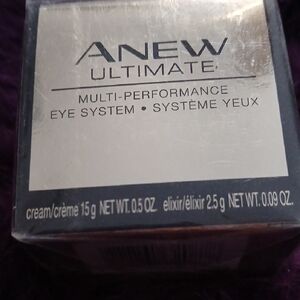 ANEW
ULTIMATE
MULTI-PERFORMANCE
EYE SYSTEM • SYSTÈME YEUX
cream/crème 15 g NET WT. 0.5 OZ. elixir/élixir 2.5 g NET WT. 0.09 OZ.